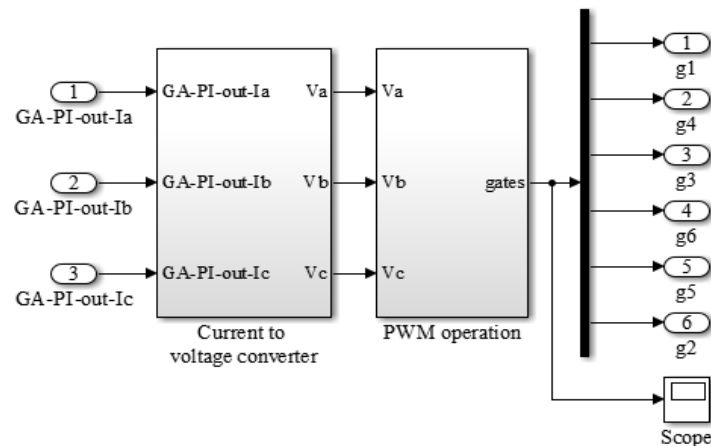 1
GA-PI-out-Ia
2
GA-PI-out-Ib
3
GA-PI-out-Ic
GA-PI-out-Ia Va
GA-PI-out-Ib Vb
GA-PI-out-Ic Vc
Current to
voltage converter
Va
Vb gates
Vc
PWM operation
1
g1
2
g4
3
g3
4
g6
5
g5
6
g2
Scope